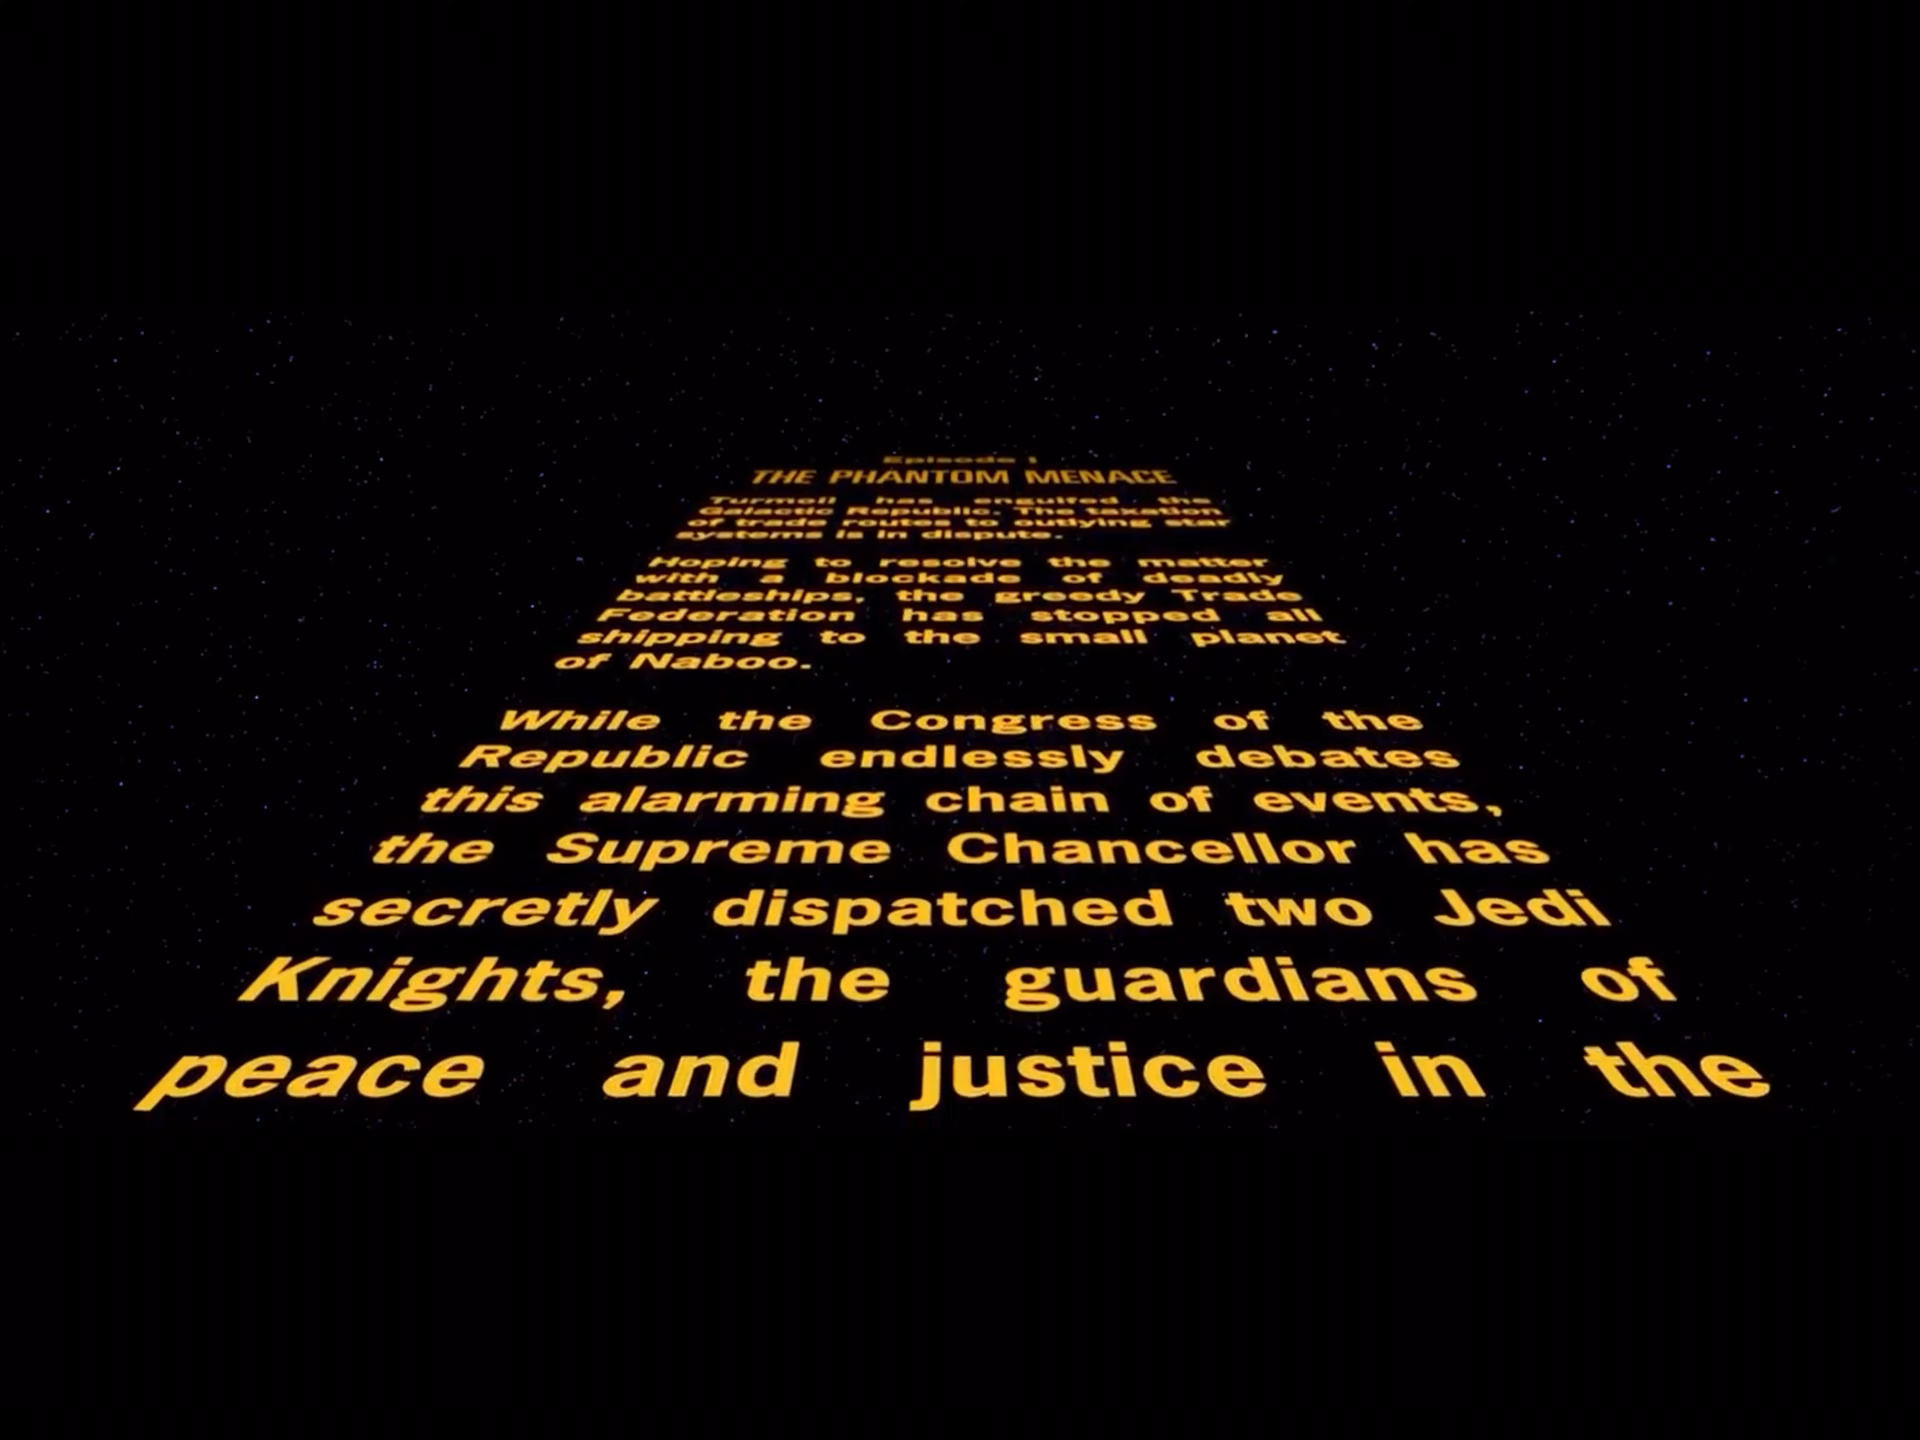 Episode I
THE PHANTOM MENACE
Turmoil has engulfed the
Galactic Republic. The taxation
of trade routes to outlying star
systems is in dispute.
Hoping to resolve the matter
with a blockade of deadly
battleships, the greedy Trade
Federation has stopped all
shipping to the small planet
of Naboo.
While the Congress of the
Republic endlessly debates
this alarming chain of events,
the Supreme Chancellor has
secretly dispatched two Jedi
Knights, the guardians of
peace and justice in the